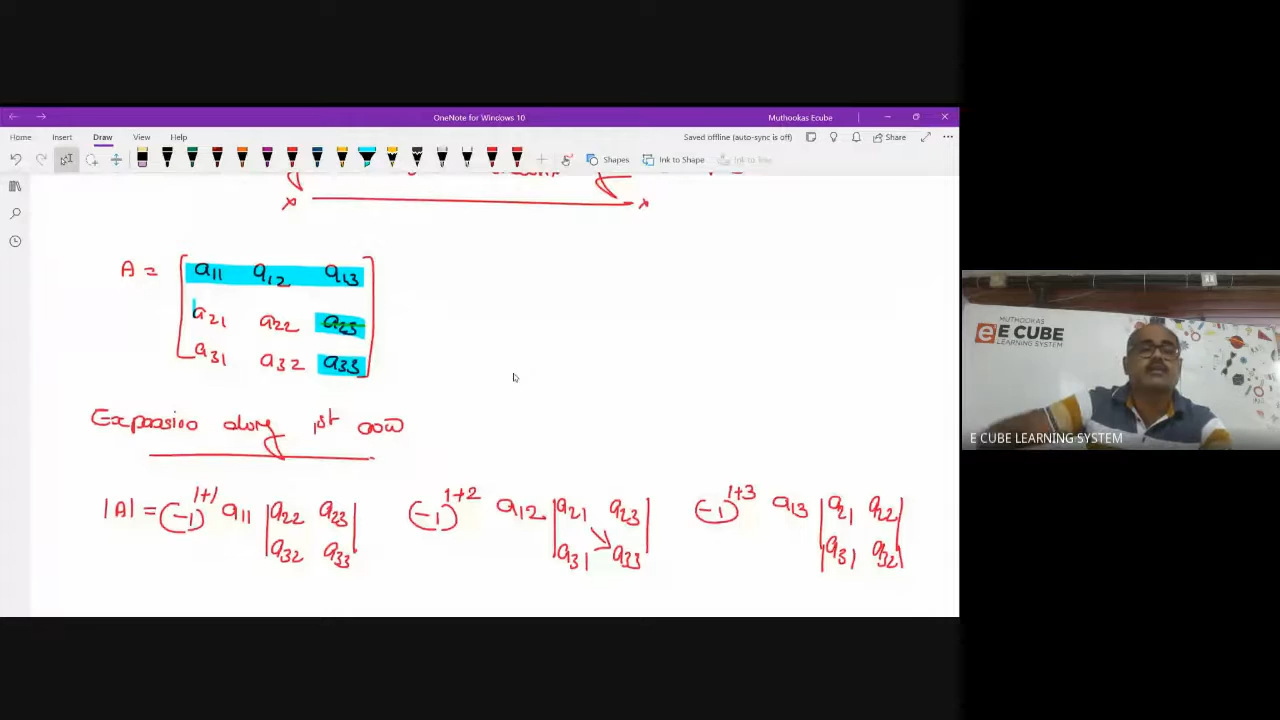 OneNote for Windows 10
Muthookas Ecube
Home Insert Draw View Help
Saved offline (auto-sync is off)
Share
Shapes
Ink to Shape
Ink to Text
A = a11 a12 a13
a21 a22 a23
a31 a32 a33
Expansion along 1st row
|A| = (-1)^1+1 a11 |a22 a23| (-1)^1+2 a12 |a21 a23| (-1)^1+3 a13 |a21 a22|
|a32 a33| |a31 a33| |a31 a32|
MUTHOOKAS
e E CUBE
LEARNING SYSTEM
E CUBE LEARNING SYSTEM